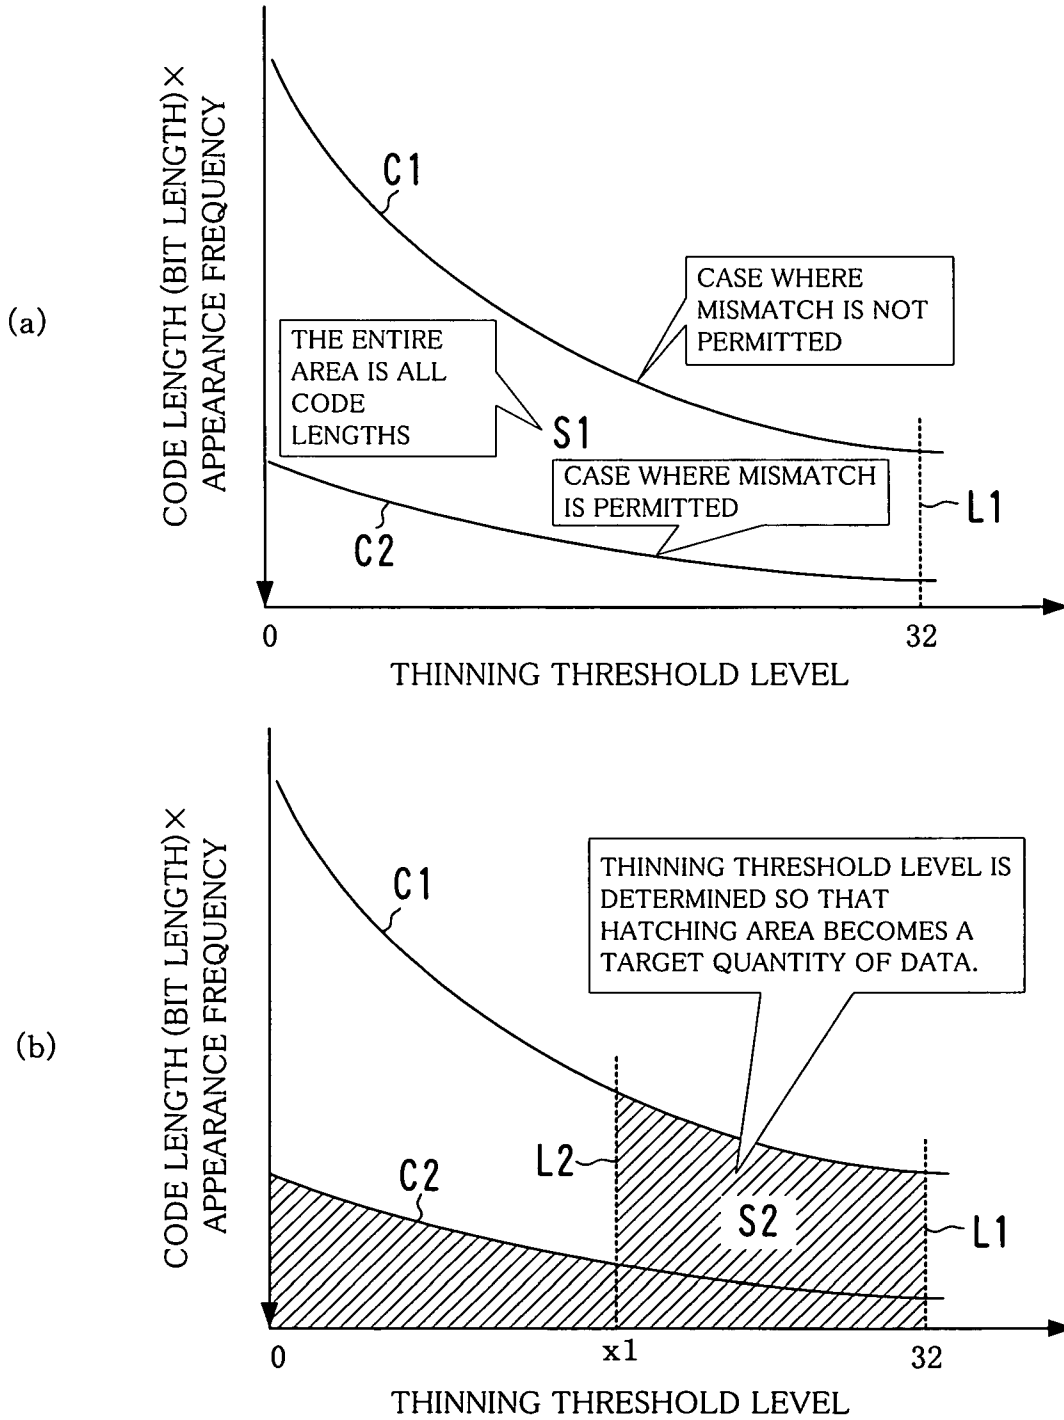 (a)
CODE LENGTH (BIT LENGTH)×
APPEARANCE FREQUENCY
C1
CASE WHERE
MISMATCH IS NOT
PERMITTED
THE ENTIRE
AREA IS ALL
CODE
LENGTHS
S1
CASE WHERE MISMATCH
IS PERMITTED
C2
L1
0
32
THINNING THRESHOLD LEVEL
(b)
CODE LENGTH (BIT LENGTH)×
APPEARANCE FREQUENCY
C1
THINNING THRESHOLD LEVEL IS
DETERMINED SO THAT
HATCHING AREA BECOMES A
TARGET QUANTITY OF DATA.
L2
C2
S2
L1
0
x1
32
THINNING THRESHOLD LEVEL